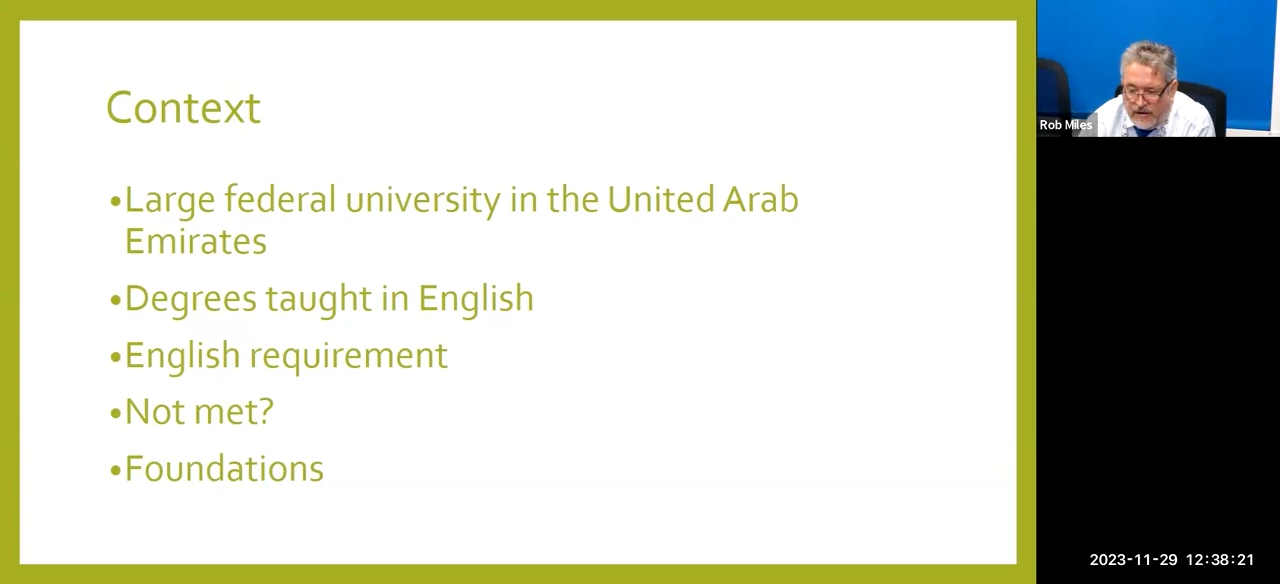 Context
•Large federal university in the United Arab
Emirates
•Degrees taught in English
•English requirement
•Not met?
•Foundations
Rob Miles
2023-11-29 12:38:21